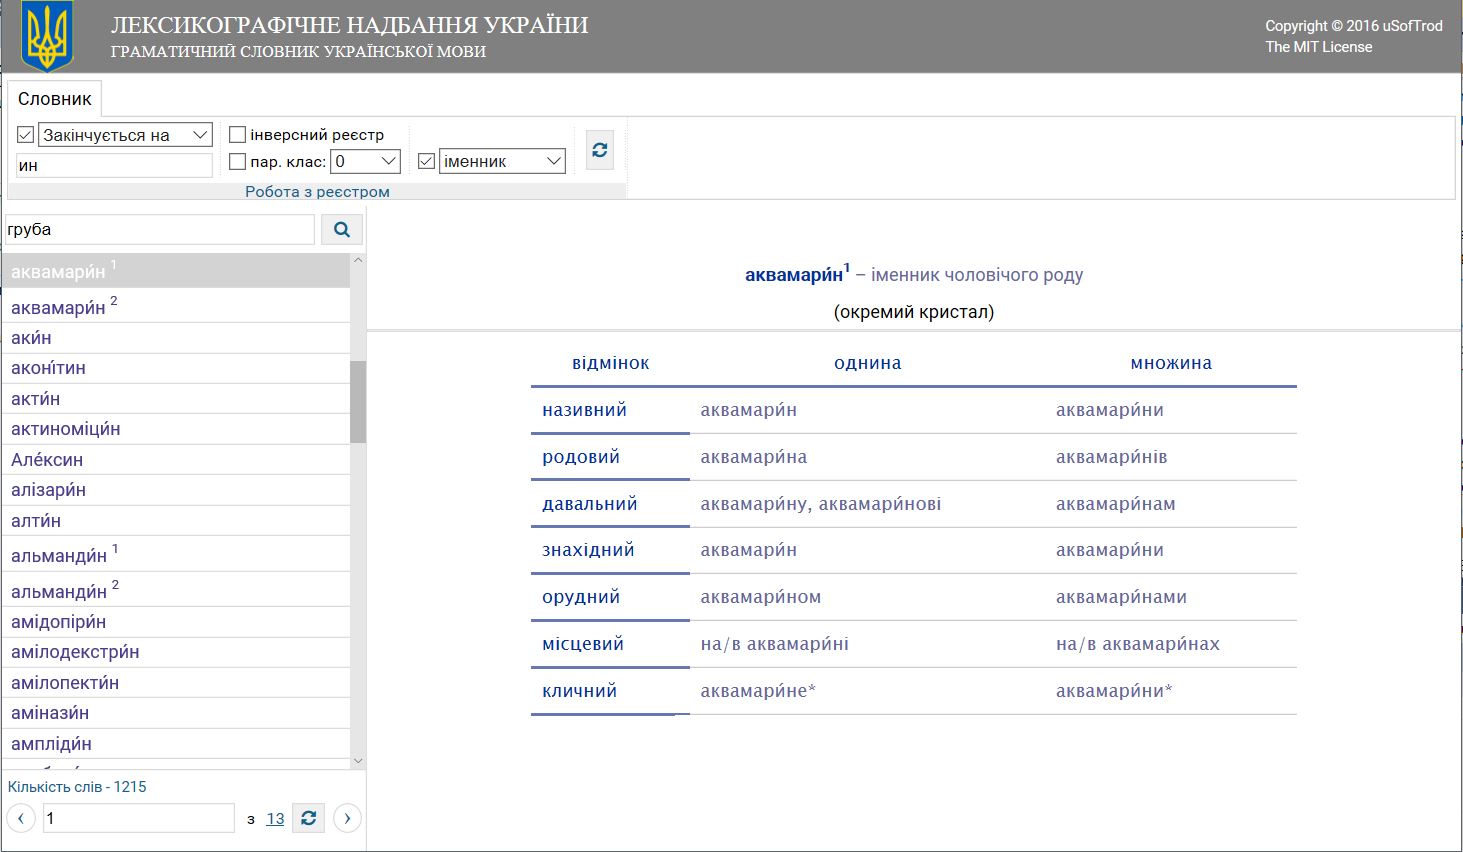 ЛЕКСИКОГРАФІЧНЕ НАДБАННЯ УКРАЇНИ
ГРАМАТИЧНИЙ СЛОВНИК УКРАЇНСЬКОЇ МОВИ
Copyright © 2016 uSofTrod
The MIT License
Словник
Закінчується на
ин
інверсний реєстр
пар. клас: 0
іменник
Робота з реєстром
груба
аквамари́н 1
аквамари́н 2
аки́н
аконі́тин
акти́н
актиноміци́н
Але́ксин
алізари́н
алти́н
альманди́н 1
альманди́н 2
амідопіри́н
амілодекстри́н
амілопекти́н
аміназин́
ампліди́н
Кількість слів - 1215
1 з 13
аквамари́н1 – іменник чоловічого роду
(окремий кристал)
відмінок однина множина
називний аквамари́н аквамари́ни
родовий аквамари́на аквамари́нів
давальний аквамари́ну, аквамари́нові аквамари́нам
знахідний аквамари́н аквамари́ни
орудний аквамари́ном аквамари́нами
місцевий на/в аквамари́ні на/в аквамари́нах
кличний аквамари́не* аквамари́ни*